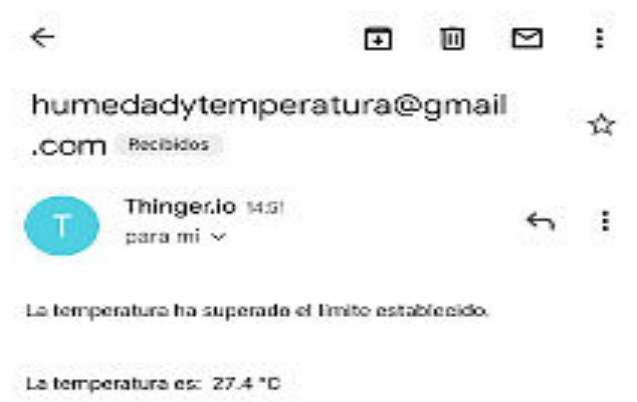 humedadytemperatura@gmail
.com Recibidos
T
Thinger.io 14:51
para mí
La temperatura ha superado el límite establecido.
La temperatura es: 27.4 °C